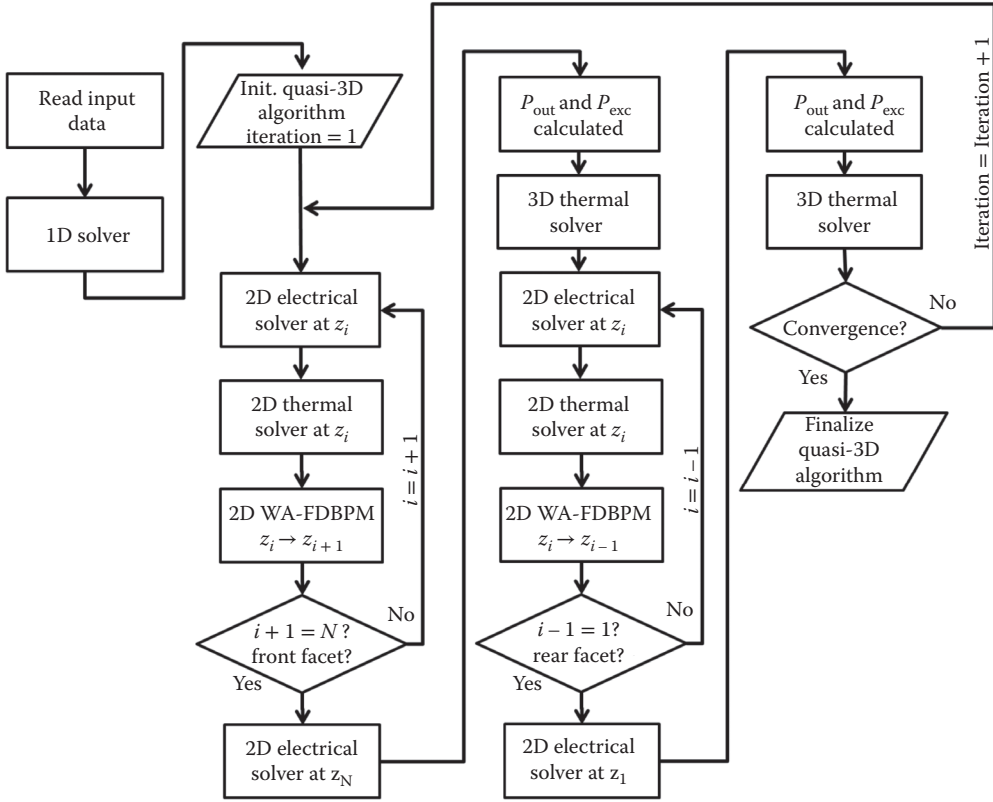 Read input
data
1D solver
Init. quasi-3D
algorithm
iteration = 1
2D electrical
solver at z_i
2D thermal
solver at z_i
2D WA-FDBPM
z_i → z_{i+1}
i = i + 1
i + 1 = N ?
front facet?
No
Yes
2D electrical
solver at z_N
P_out and P_exc
calculated
3D thermal
solver
2D electrical
solver at z_i
2D thermal
solver at z_i
2D WA-FDBPM
z_i → z_{i−1}
i = i − 1
i − 1 = 1?
rear facet?
No
Yes
2D electrical
solver at z_1
P_out and P_exc
calculated
3D thermal
solver
Convergence?
No
Yes
Iteration = Iteration + 1
Finalize
quasi-3D
algorithm